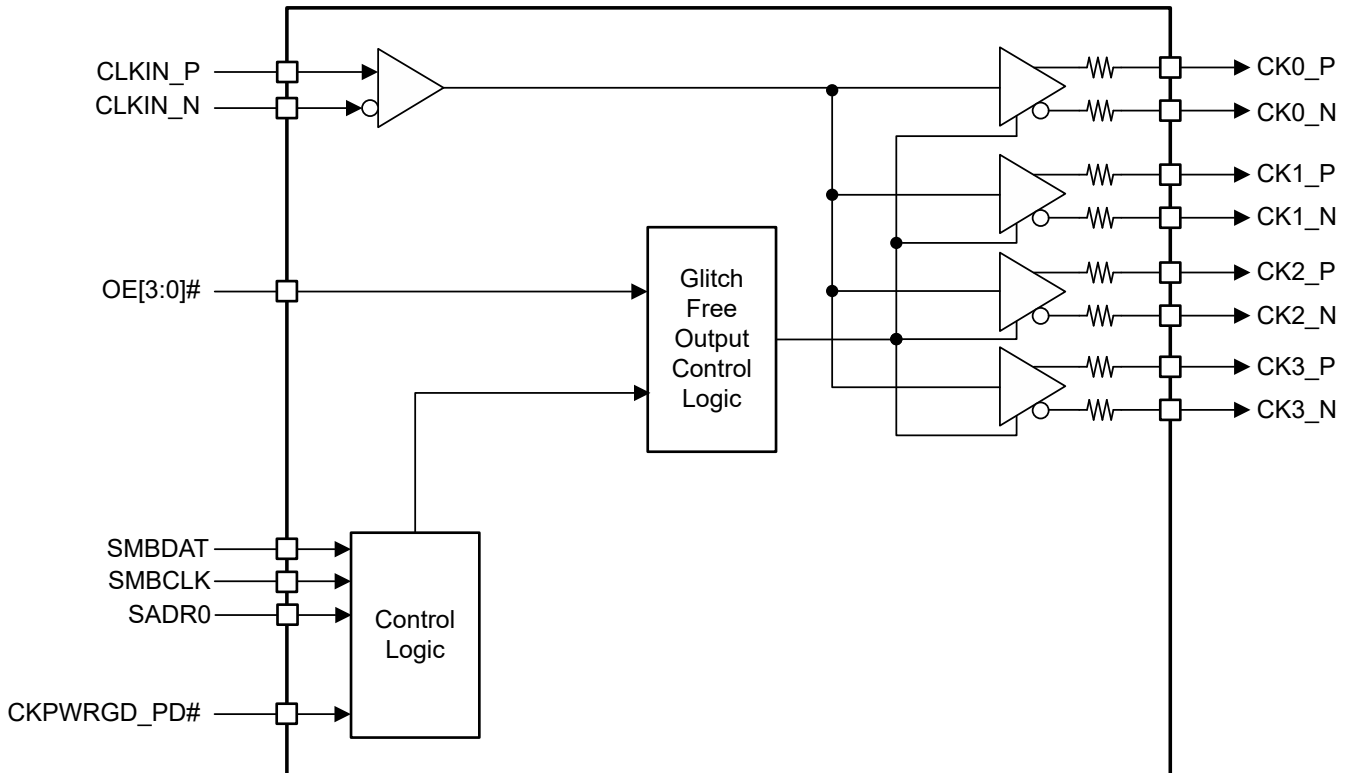 CLKIN_P
CLKIN_N
CK0_P
CK0_N
CK1_P
CK1_N
OE[3:0]#
Glitch
Free
Output
Control
Logic
CK2_P
CK2_N
CK3_P
CK3_N
SMBDAT
SMBCLK
SADR0
CKPWRGD_PD#
Control
Logic